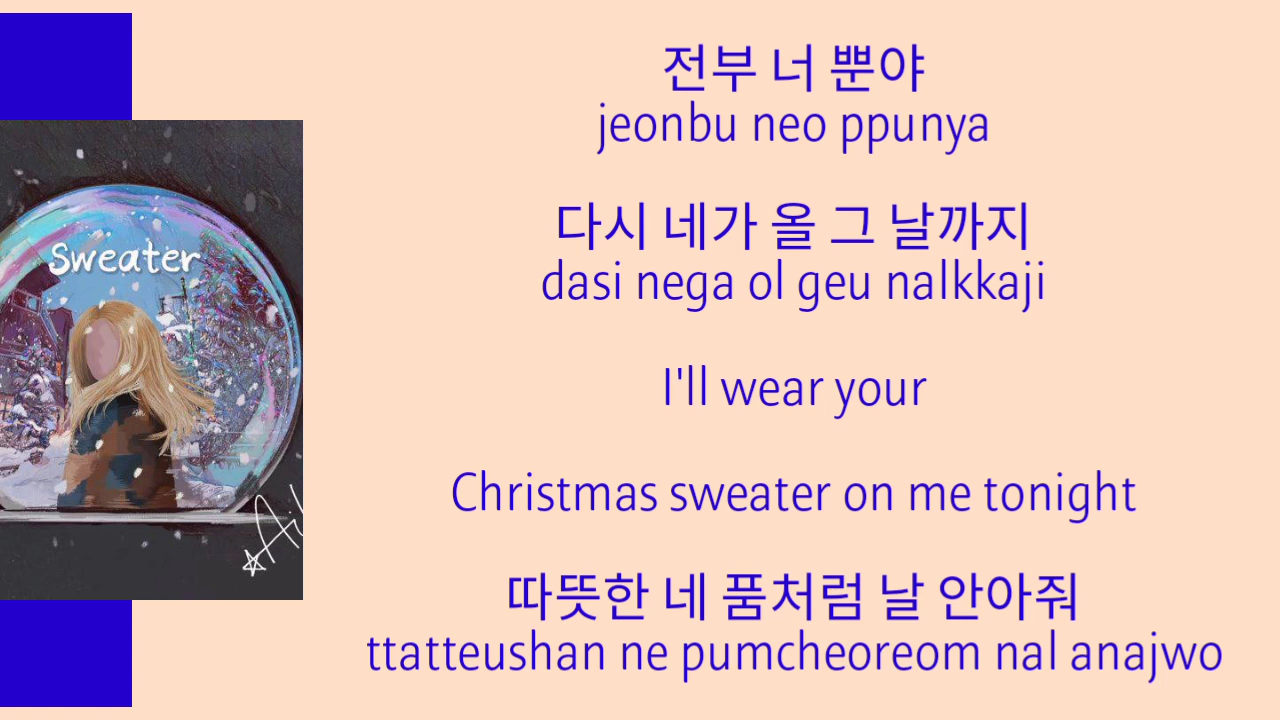 Sweater
전부 너 뿐야
jeonbu neo ppunya
다시 네가 올 그 날까지
dasi nega ol geu nalkkaji
I'll wear your
Christmas sweater on me tonight
따뜻한 네 품처럼 날 안아줘
ttatteushan ne pumcheoreom nal anajwo